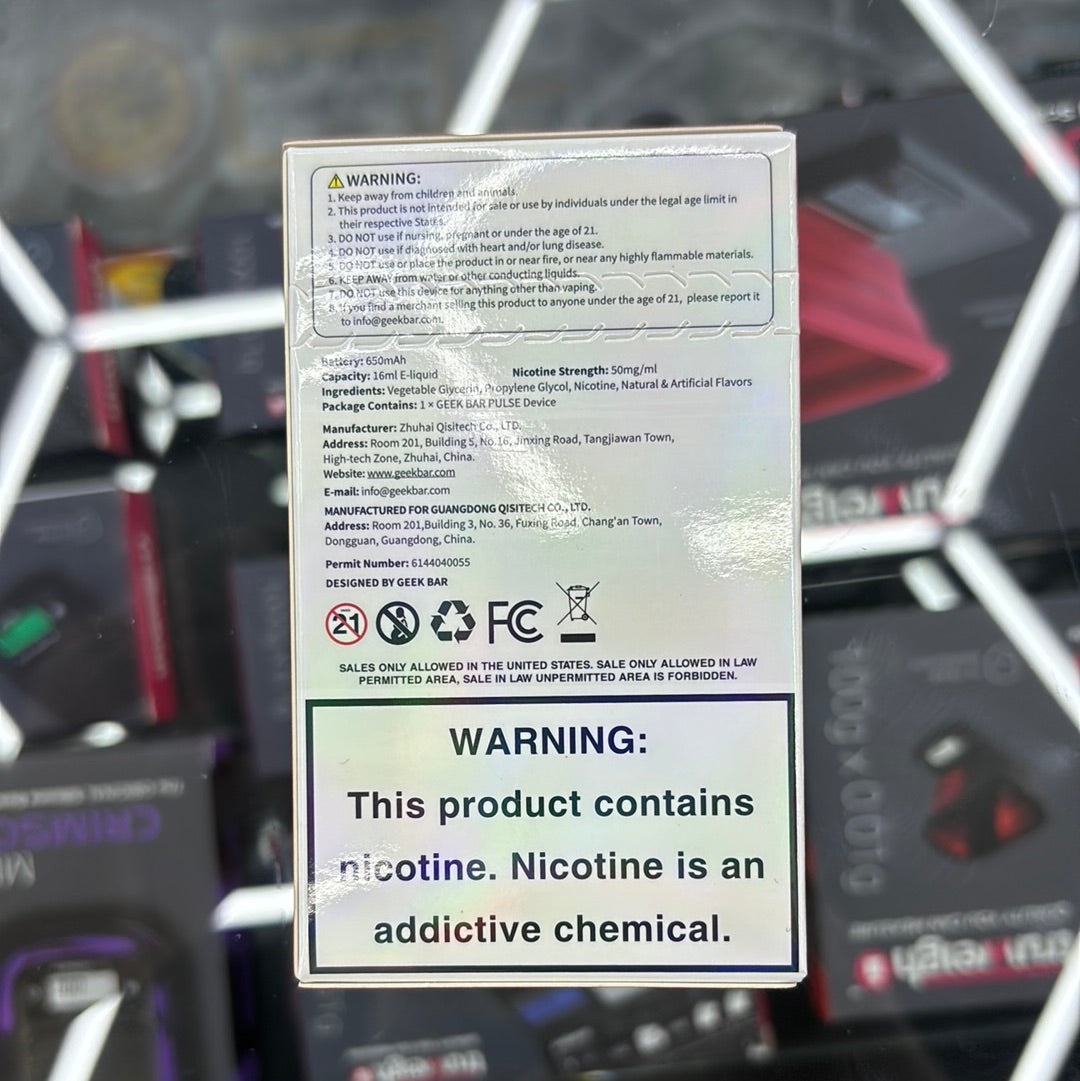 WARNING:
1. Keep away from children and animals.
2. This product is not intended for sale or use by individuals under the legal age limit in
their respective States.
3. DO NOT use if nursing, pregnant or under the age of 21.
4. DO NOT use if diagnosed with heart and/or lung disease.
5. DO NOT use or place the product in or near fire, or near any highly flammable materials.
6. KEEP AWAY from water or other conducting liquids.
7. DO NOT use this device for anything other than vaping.
8. If you find a merchant selling this product to anyone under the age of 21, please report it
to info@geekbar.com.
Battery: 650mAh
Capacity: 16ml E-liquid Nicotine Strength: 50mg/ml
Ingredients: Vegetable Glycerin, Propylene Glycol, Nicotine, Natural & Artificial Flavors
Package Contains: 1 × GEEK BAR PULSE Device
Manufacturer: Zhuhai Qisitech Co., LTD.
Address: Room 201, Building 5, No.16, Jinxing Road, Tangjiawan Town,
High-tech Zone, Zhuhai, China.
Website: www.geekbar.com
E-mail: info@geekbar.com
MANUFACTURED FOR GUANGDONG QISITECH CO., LTD.
Address: Room 201,Building 3, No. 36, Fuxing Road, Chang'an Town,
Dongguan, Guangdong, China.
Permit Number: 6144040055
DESIGNED BY GEEK BAR
21
FC
SALES ONLY ALLOWED IN THE UNITED STATES. SALE ONLY ALLOWED IN LAW
PERMITTED AREA, SALE IN LAW UNPERMITTED AREA IS FORBIDDEN.
WARNING:
This product contains
nicotine. Nicotine is an
addictive chemical.
truweigh
CRIMSO
truweigh